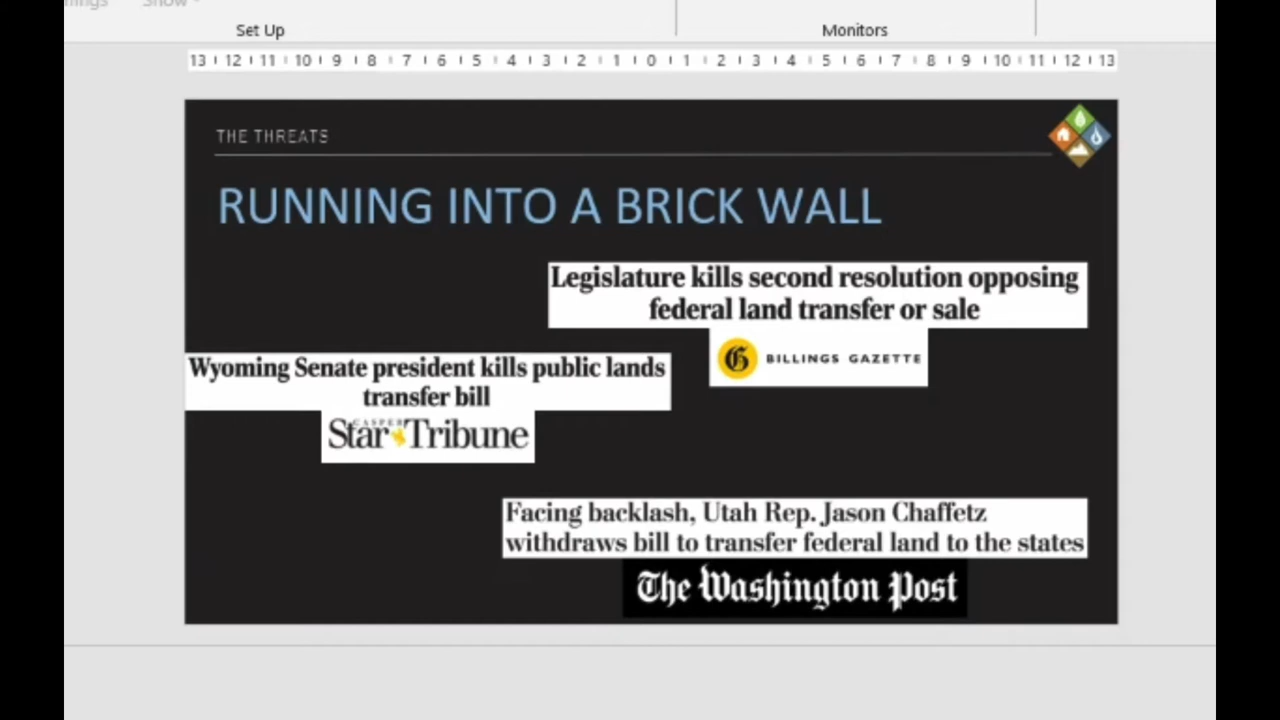 Show
Set Up
Monitors
13 12 11 10 9 8 7 6 5 4 3 2 1 0 1 2 3 4 5 6 7 8 9 10 11 12 13
THE THREATS
RUNNING INTO A BRICK WALL
Legislature kills second resolution opposing
federal land transfer or sale
G BILLINGS GAZETTE
Wyoming Senate president kills public lands
transfer bill
CASPER
Star Tribune
Facing backlash, Utah Rep. Jason Chaffetz
withdraws bill to transfer federal land to the states
The Washington Post